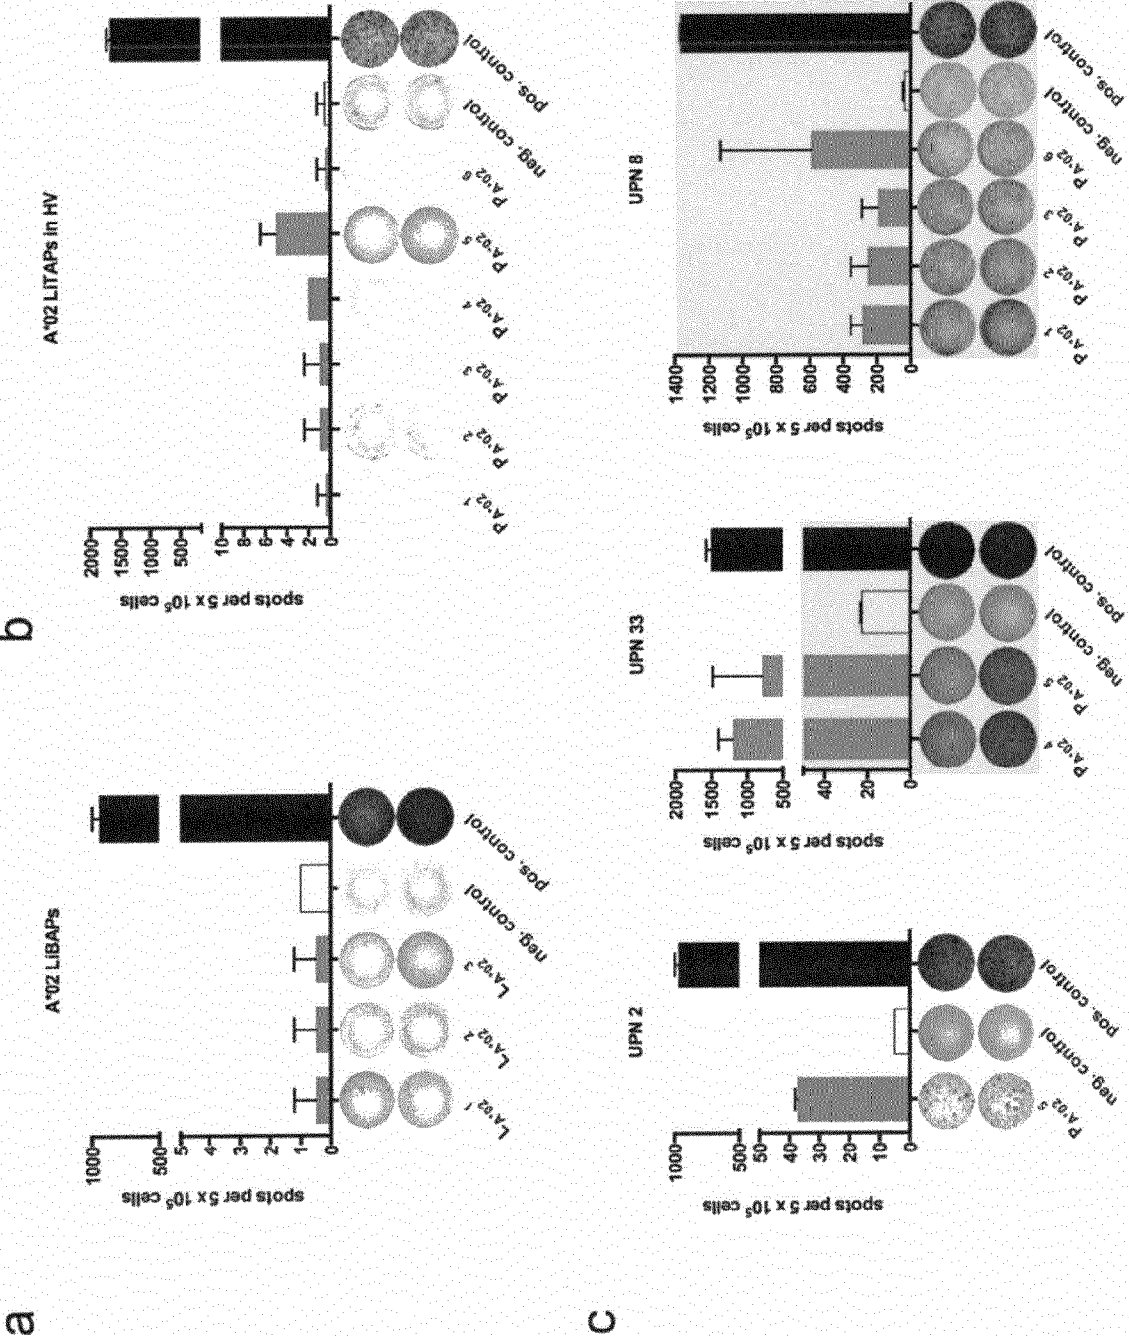 a
A*02 LiBAPs
spots per 5 x 10⁵ cells
1000
500
5
4
3
2
1
0
L A*02 1
L A*02 2
L A*02 3
neg. control
pos. control
b
A*02 LiTAPs in HV
spots per 5 x 10⁵ cells
2000
1500
1000
500
10
8
6
4
2
0
P A*02 1
P A*02 2
P A*02 3
P A*02 4
P A*02 5
P A*02 6
neg. control
pos. control
c
UPN 2
spots per 5 x 10⁵ cells
1000
500
50
40
30
20
10
0
P A*02 5
neg. control
pos. control
UPN 33
spots per 5 x 10⁵ cells
2000
1500
1000
500
40
20
0
P A*02 4
P A*02 5
neg. control
pos. control
UPN 8
spots per 5 x 10⁵ cells
1400
1200
1000
800
600
400
200
0
P A*02 1
P A*02 2
P A*02 3
P A*02 6
neg. control
pos. control